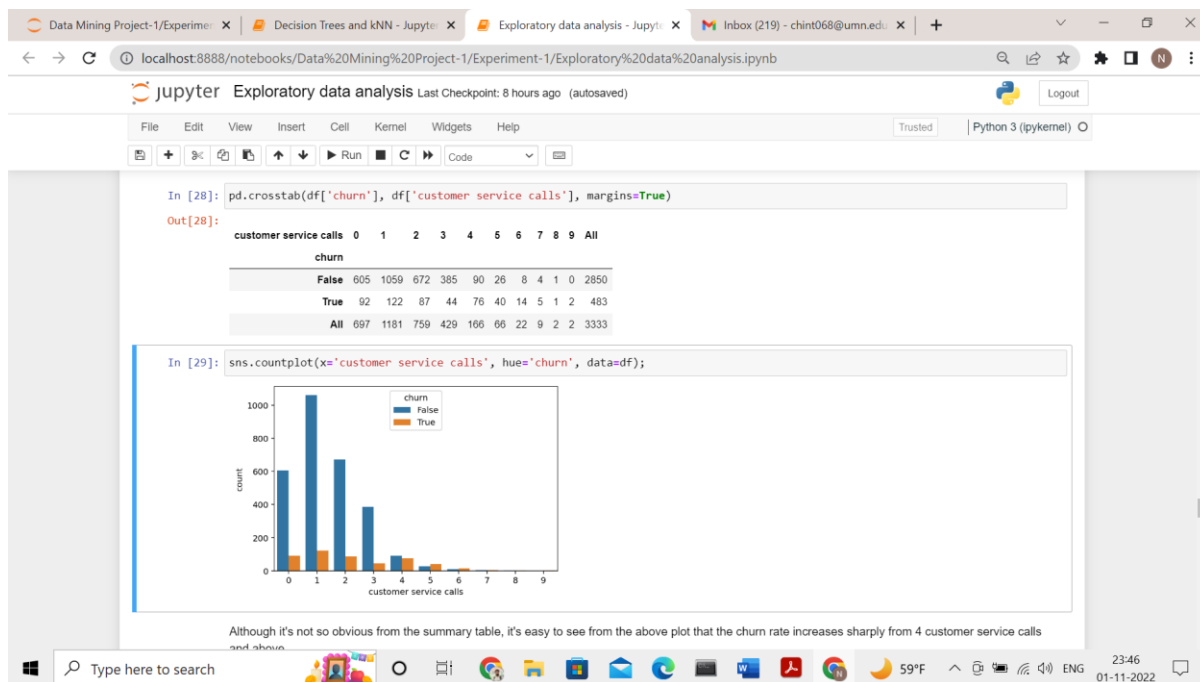 Data Mining Project-1/Experimen
Decision Trees and kNN - Jupyter
Exploratory data analysis - Jupyte
Inbox (219) - chint068@umn.edu
localhost:8888/notebooks/Data%20Mining%20Project-1/Experiment-1/Exploratory%20data%20analysis.ipynb
N
jupyter Exploratory data analysis Last Checkpoint: 8 hours ago (autosaved)
Logout
File Edit View Insert Cell Kernel Widgets Help
Trusted Python 3 (ipykernel)
Run Code
In [28]: pd.crosstab(df['churn'], df['customer service calls'], margins=True)
Out[28]:
customer service calls 0 1 2 3 4 5 6 7 8 9 All
churn
False 605 1059 672 385 90 26 8 4 1 0 2850
True 92 122 87 44 76 40 14 5 1 2 483
All 697 1181 759 429 166 66 22 9 2 2 3333
In [29]: sns.countplot(x='customer service calls', hue='churn', data=df);
churn
False
True
1000
800
600
400
200
0
count
0 1 2 3 4 5 6 7 8 9
customer service calls
Although it's not so obvious from the summary table, it's easy to see from the above plot that the churn rate increases sharply from 4 customer service calls
and above
Type here to search
59°F
ENG
23:46
01-11-2022